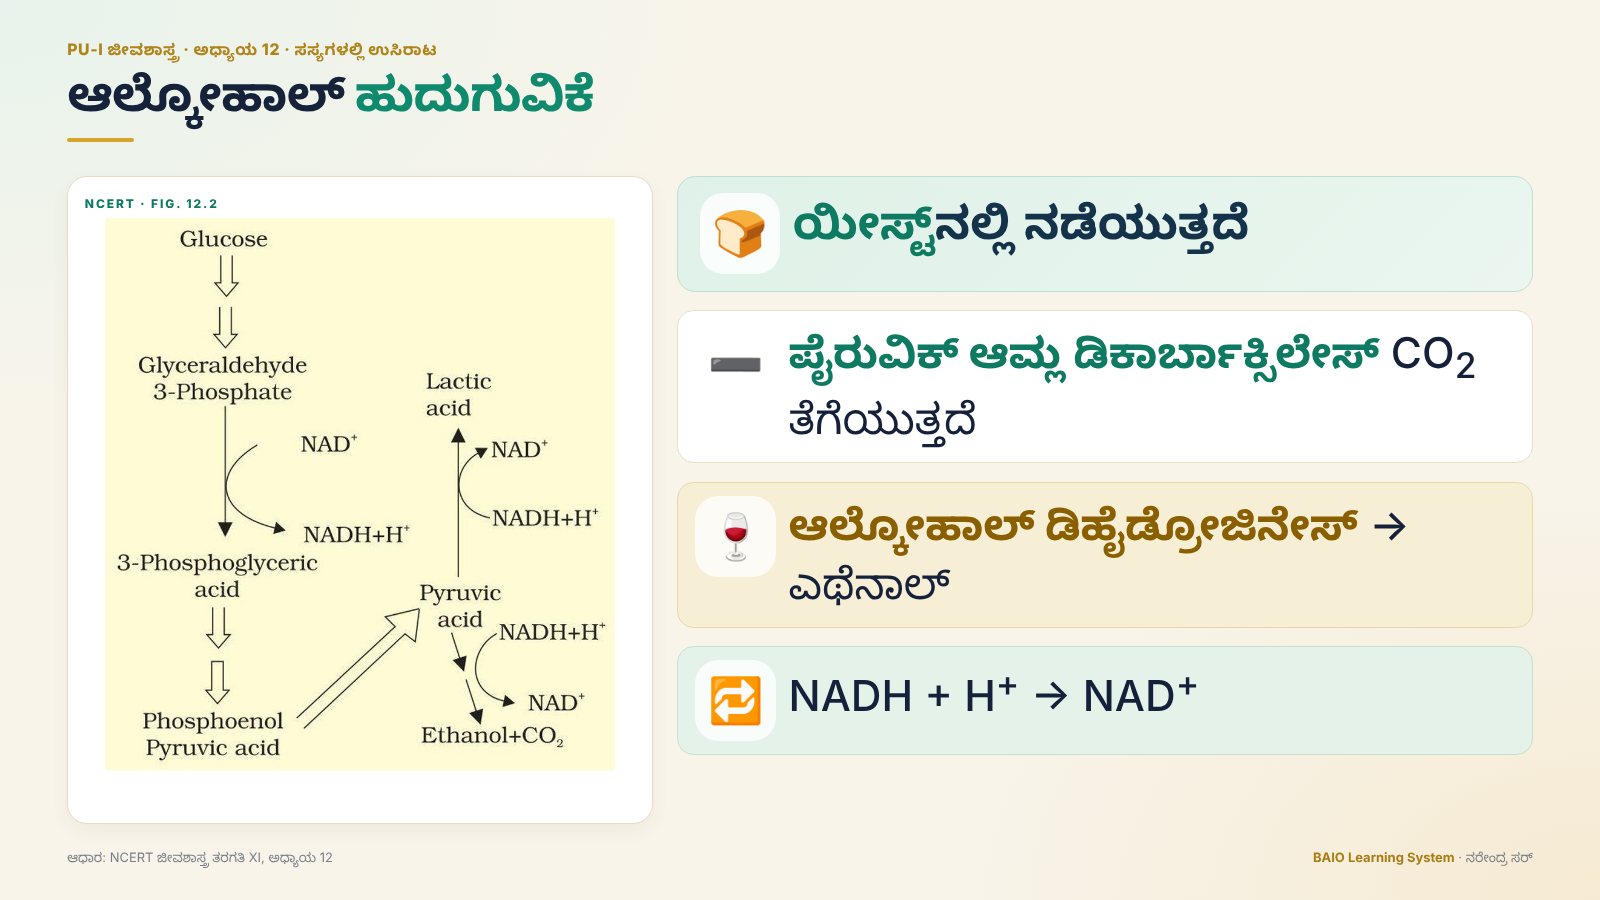 PU-I ಜೀವಶಾಸ್ತ್ರ · ಅಧ್ಯಾಯ 12 · ಸಸ್ಯಗಳಲ್ಲಿ ಉಸಿರಾಟ
ಆಲ್ಕೋಹಾಲ್ ಹುದುಗುವಿಕೆ
NCERT · FIG. 12.2
Glucose
Glyceraldehyde
3-Phosphate
NAD⁺
NADH+H⁺
3-Phosphoglyceric
acid
Phosphoenol
Pyruvic acid
Lactic
acid
NAD⁺
NADH+H⁺
Pyruvic
acid
NADH+H⁺
NAD⁺
Ethanol+CO₂
ಯೀಸ್ಟ್‌ನಲ್ಲಿ ನಡೆಯುತ್ತದೆ
ಪೈರುವಿಕ್ ಆಮ್ಲ ಡಿಕಾರ್ಬಾಕ್ಸಿಲೇಸ್ CO₂
ತೆಗೆಯುತ್ತದೆ
ಆಲ್ಕೋಹಾಲ್ ಡಿಹೈಡ್ರೋಜಿನೇಸ್ →
ಎಥೆನಾಲ್
NADH + H⁺ → NAD⁺
ಆಧಾರ: NCERT ಜೀವಶಾಸ್ತ್ರ ತರಗತಿ XI, ಅಧ್ಯಾಯ 12
BAIO Learning System · ನರೇಂದ್ರ ಸರ್